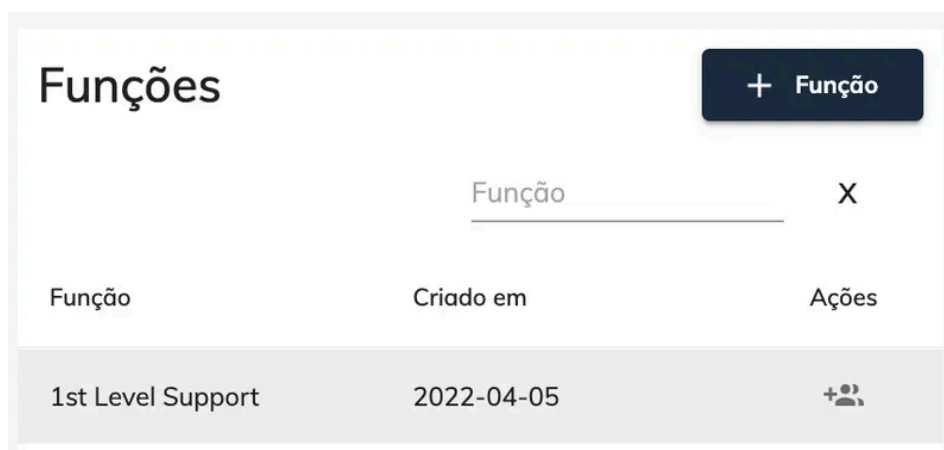 Funções
+ Função
Função X
Função Criado em Ações
1st Level Support 2022-04-05